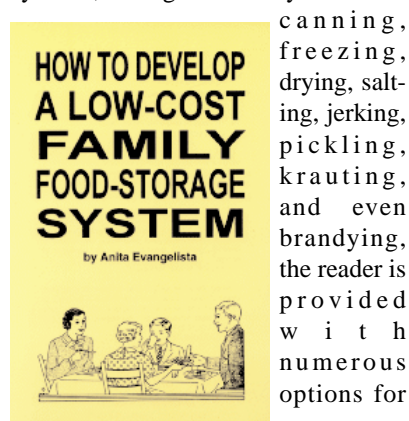 canning,
freezing,
drying, salt-
ing, jerking,
pickling,
krauting,
and even
brandying,
the reader is
provided
with
numerous
options for
HOW TO DEVELOP
A LOW-COST
FAMILY
FOOD-STORAGE
SYSTEM
by Anita Evangelista